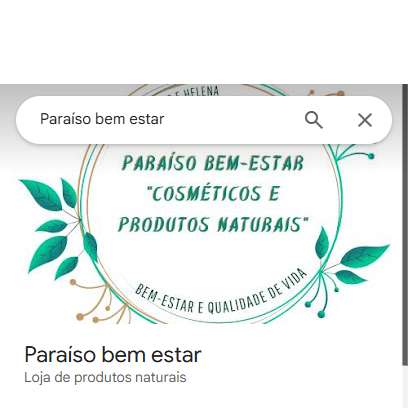 E HELENA
Paraíso bem estar
PARAÍSO BEM-ESTAR
"COSMÉTICOS E
PRODUTOS NATURAIS"
BEM-ESTAR E QUALIDADE DE VIDA
Paraíso bem estar
Loja de produtos naturais